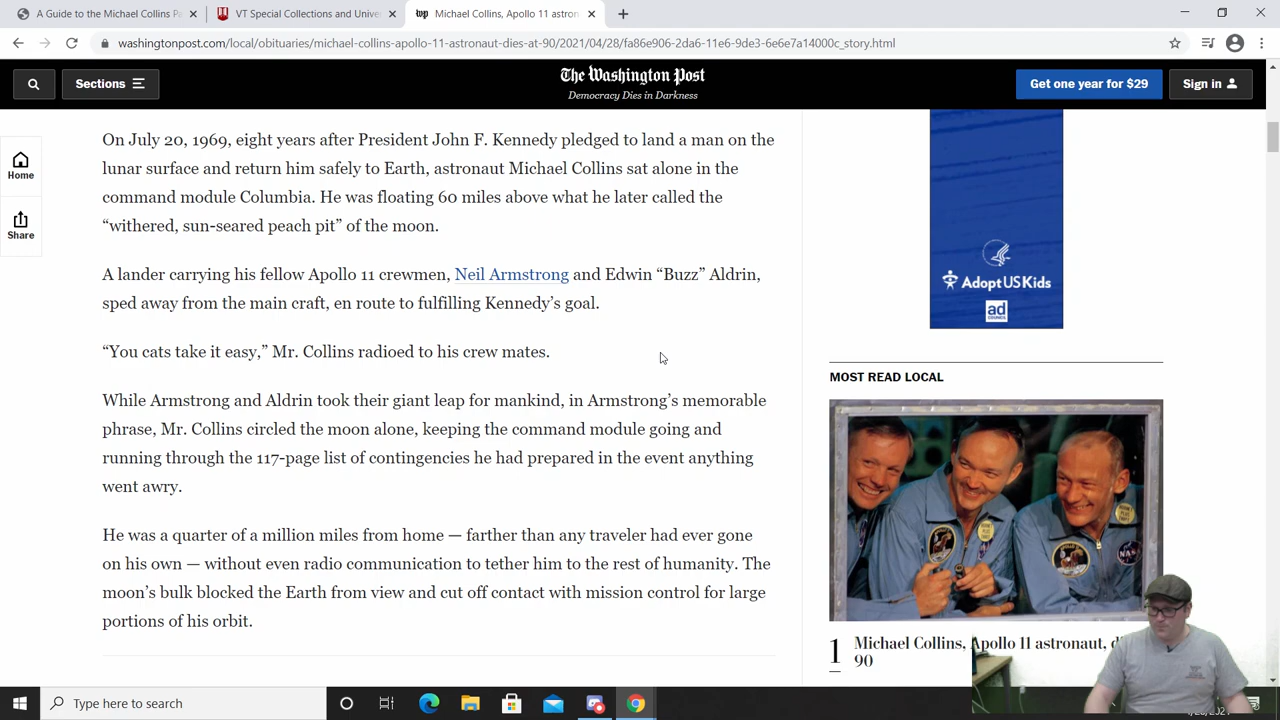 A Guide to the Michael Collins Pa
VT Special Collections and Unive
wp Michael Collins, Apollo 11 astron
washingtonpost.com/local/obituaries/michael-collins-apollo-11-astronaut-dies-at-90/2021/04/28/fa86e906-2da6-11e6-9de3-6e6e7a14000c_story.html
Sections
The Washington Post
Democracy Dies in Darkness
Get one year for $29
Sign in
Home
Share
On July 20, 1969, eight years after President John F. Kennedy pledged to land a man on the
lunar surface and return him safely to Earth, astronaut Michael Collins sat alone in the
command module Columbia. He was floating 60 miles above what he later called the
“withered, sun-seared peach pit” of the moon.
A lander carrying his fellow Apollo 11 crewmen, Neil Armstrong and Edwin “Buzz” Aldrin,
sped away from the main craft, en route to fulfilling Kennedy’s goal.
“You cats take it easy,” Mr. Collins radioed to his crew mates.
While Armstrong and Aldrin took their giant leap for mankind, in Armstrong’s memorable
phrase, Mr. Collins circled the moon alone, keeping the command module going and
running through the 117-page list of contingencies he had prepared in the event anything
went awry.
He was a quarter of a million miles from home — farther than any traveler had ever gone
on his own — without even radio communication to tether him to the rest of humanity. The
moon’s bulk blocked the Earth from view and cut off contact with mission control for large
portions of his orbit.
AdoptUSKids
ad
COUNCIL
MOST READ LOCAL
NASA
1 Michael Collins, Apollo 11 astronaut, d
90
Type here to search